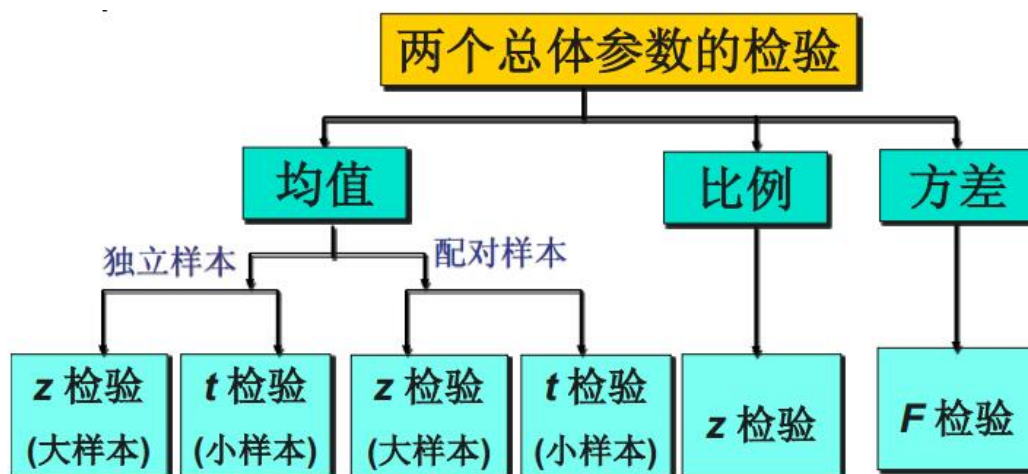 两个总体参数的检验
均值
比例
方差
独立样本
配对样本
z 检验
(大样本)
t 检验
(小样本)
z 检验
(大样本)
t 检验
(小样本)
z 检验
F 检验